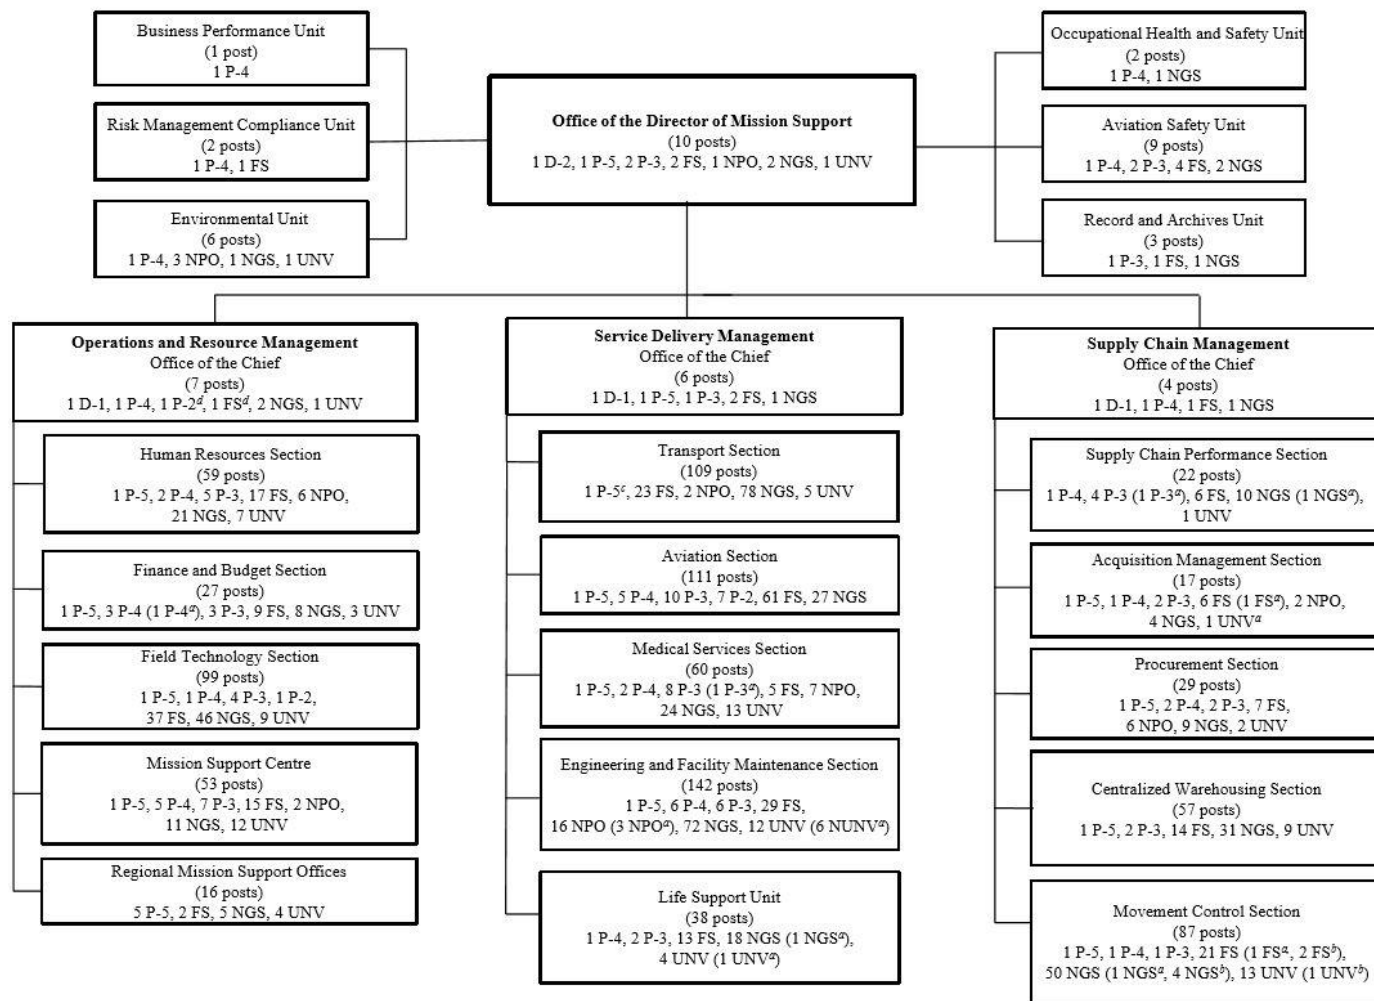 Business Performance Unit
(1 post)
1 P-4
Risk Management Compliance Unit
(2 posts)
1 P-4, 1 FS
Environmental Unit
(6 posts)
1 P-4, 3 NPO, 1 NGS, 1 UNV
Office of the Director of Mission Support
(10 posts)
1 D-2, 1 P-5, 2 P-3, 2 FS, 1 NPO, 2 NGS, 1 UNV
Occupational Health and Safety Unit
(2 posts)
1 P-4, 1 NGS
Aviation Safety Unit
(9 posts)
1 P-4, 2 P-3, 4 FS, 2 NGS
Record and Archives Unit
(3 posts)
1 P-3, 1 FS, 1 NGS
Operations and Resource Management
Office of the Chief
(7 posts)
1 D-1, 1 P-4, 1 P-2d, 1 FSd, 2 NGS, 1 UNV
Human Resources Section
(59 posts)
1 P-5, 2 P-4, 5 P-3, 17 FS, 6 NPO,
21 NGS, 7 UNV
Finance and Budget Section
(27 posts)
1 P-5, 3 P-4 (1 P-4a), 3 P-3, 9 FS, 8 NGS, 3 UNV
Field Technology Section
(99 posts)
1 P-5, 1 P-4, 4 P-3, 1 P-2,
37 FS, 46 NGS, 9 UNV
Mission Support Centre
(53 posts)
1 P-5, 5 P-4, 7 P-3, 15 FS, 2 NPO,
11 NGS, 12 UNV
Regional Mission Support Offices
(16 posts)
5 P-5, 2 FS, 5 NGS, 4 UNV
Service Delivery Management
Office of the Chief
(6 posts)
1 D-1, 1 P-5, 1 P-3, 2 FS, 1 NGS
Transport Section
(109 posts)
1 P-5c, 23 FS, 2 NPO, 78 NGS, 5 UNV
Aviation Section
(111 posts)
1 P-5, 5 P-4, 10 P-3, 7 P-2, 61 FS, 27 NGS
Medical Services Section
(60 posts)
1 P-5, 2 P-4, 8 P-3 (1 P-3a), 5 FS, 7 NPO,
24 NGS, 13 UNV
Engineering and Facility Maintenance Section
(142 posts)
1 P-5, 6 P-4, 6 P-3, 29 FS,
16 NPO (3 NPOa), 72 NGS, 12 UNV (6 NUNVa)
Life Support Unit
(38 posts)
1 P-4, 2 P-3, 13 FS, 18 NGS (1 NGSa),
4 UNV (1 UNVa)
Supply Chain Management
Office of the Chief
(4 posts)
1 D-1, 1 P-4, 1 FS, 1 NGS
Supply Chain Performance Section
(22 posts)
1 P-4, 4 P-3 (1 P-3a), 6 FS, 10 NGS (1 NGSa),
1 UNV
Acquisition Management Section
(17 posts)
1 P-5, 1 P-4, 2 P-3, 6 FS (1 FSa), 2 NPO,
4 NGS, 1 UNVa
Procurement Section
(29 posts)
1 P-5, 2 P-4, 2 P-3, 7 FS,
6 NPO, 9 NGS, 2 UNV
Centralized Warehousing Section
(57 posts)
1 P-5, 2 P-3, 14 FS, 31 NGS, 9 UNV
Movement Control Section
(87 posts)
1 P-5, 1 P-4, 1 P-3, 21 FS (1 FSa, 2 FSb),
50 NGS (1 NGSa, 4 NGSb), 13 UNV (1 UNVb)